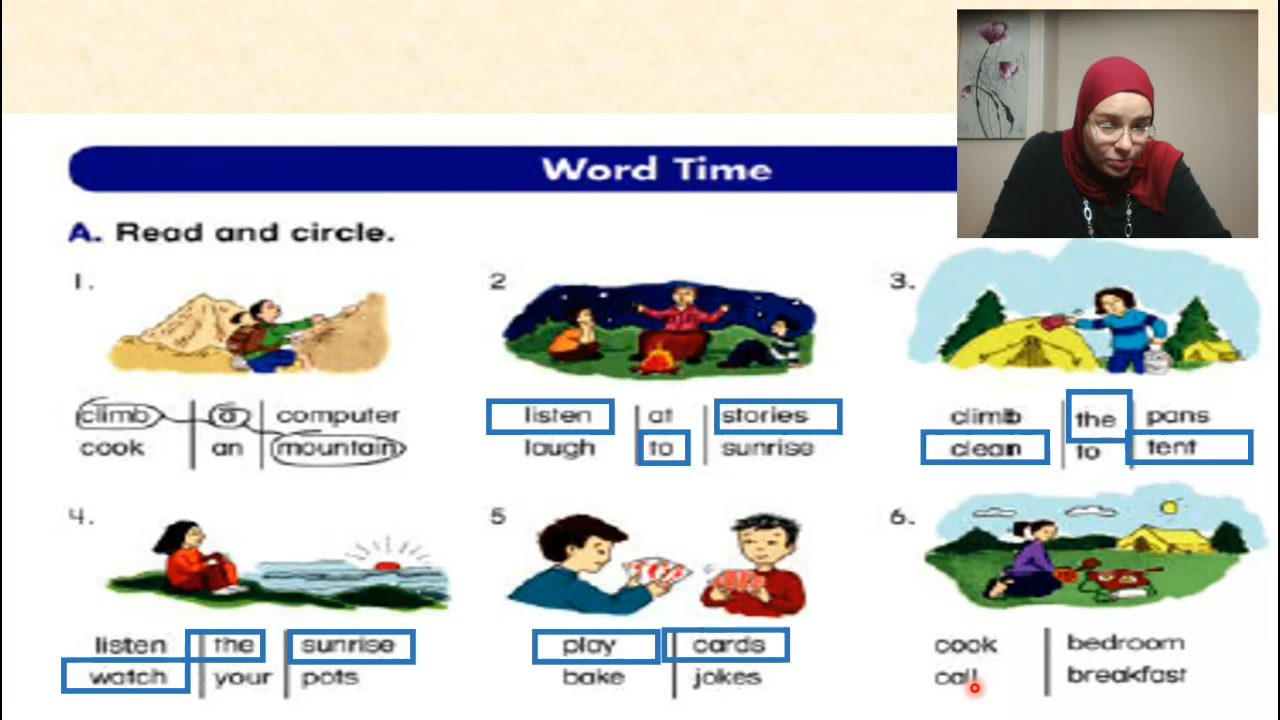 Word Time
A. Read and circle.
1.
2
3.
climb a computer
cook an mountain
listen at stories
laugh to sunrise
climb the pans
clean to tent
4.
5
6.
listen the sunrise
watch your pots
play cards
bake jokes
cook bedroom
call breakfast